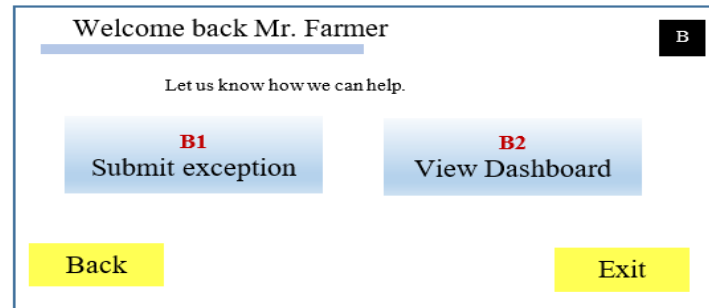 Welcome back Mr. Farmer
B
Let us know how we can help.
B1
Submit exception
B2
View Dashboard
Back
Exit